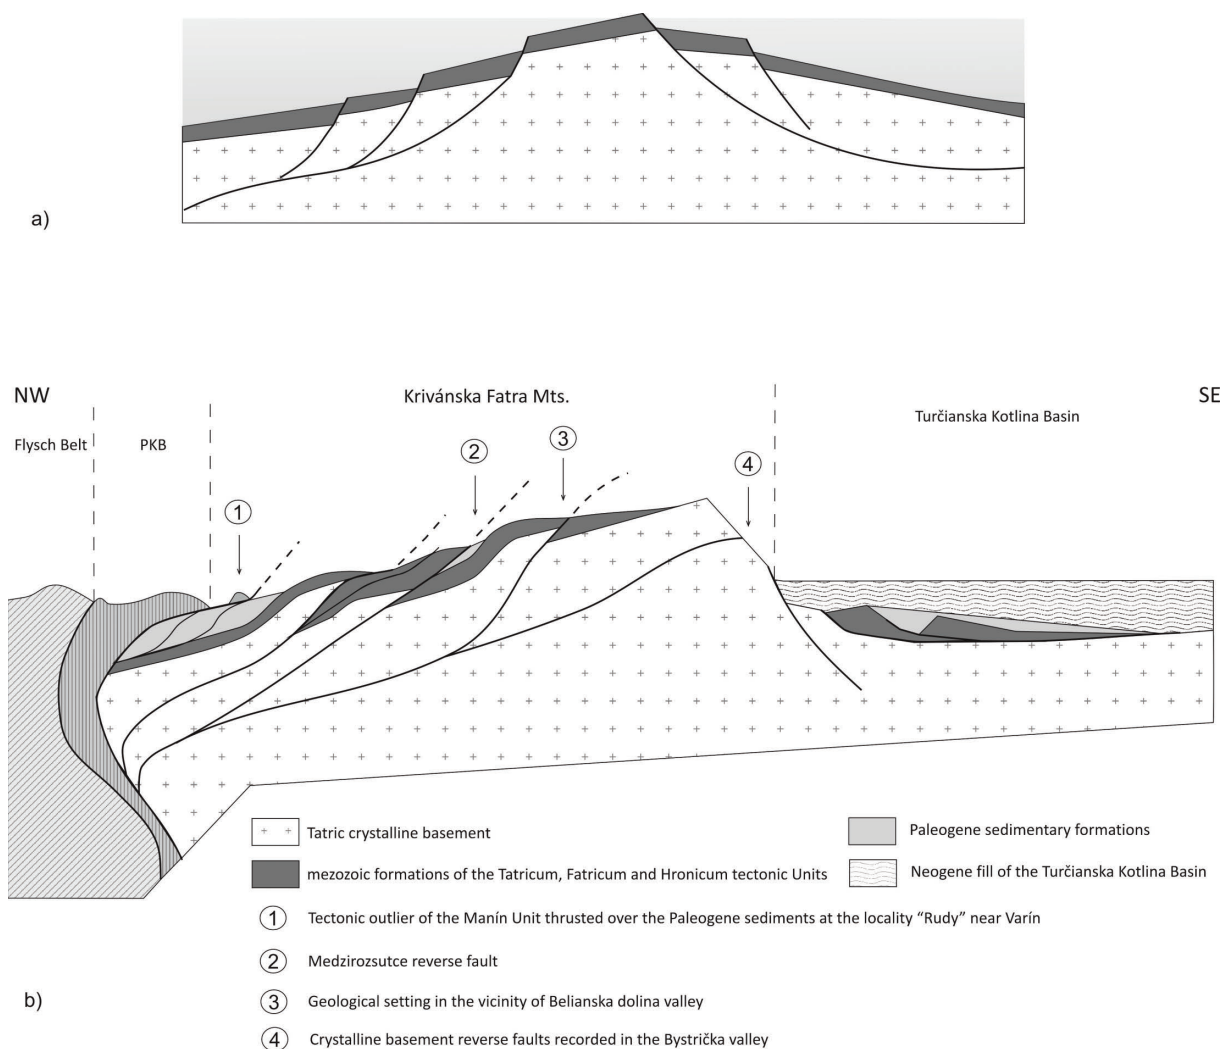 a)
NW
Krivánska Fatra Mts.
SE
Turčianska Kotlina Basin
Flysch Belt
PKB
3
2
4
1
Tatric crystalline basement
Paleogene sedimentary formations
mezozoic formations of the Tatricum, Fatricum and Hronicum tectonic Units
Neogene fill of the Turčianska Kotlina Basin
1 Tectonic outlier of the Manín Unit thrusted over the Paleogene sediments at the locality “Rudy” near Varín
2 Medzirozsutce reverse fault
b)
3 Geological setting in the vicinity of Belianska dolina valley
4 Crystalline basement reverse faults recorded in the Bystrička valley